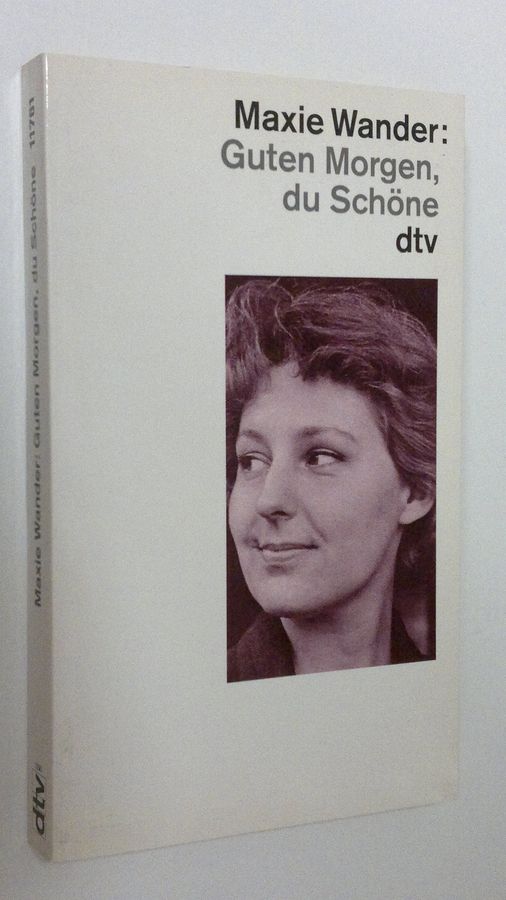 Maxie Wander:
Guten Morgen,
du Schöne
dtv
Maxie Wander: Guten Morgen, du Schöne 11761
dtv